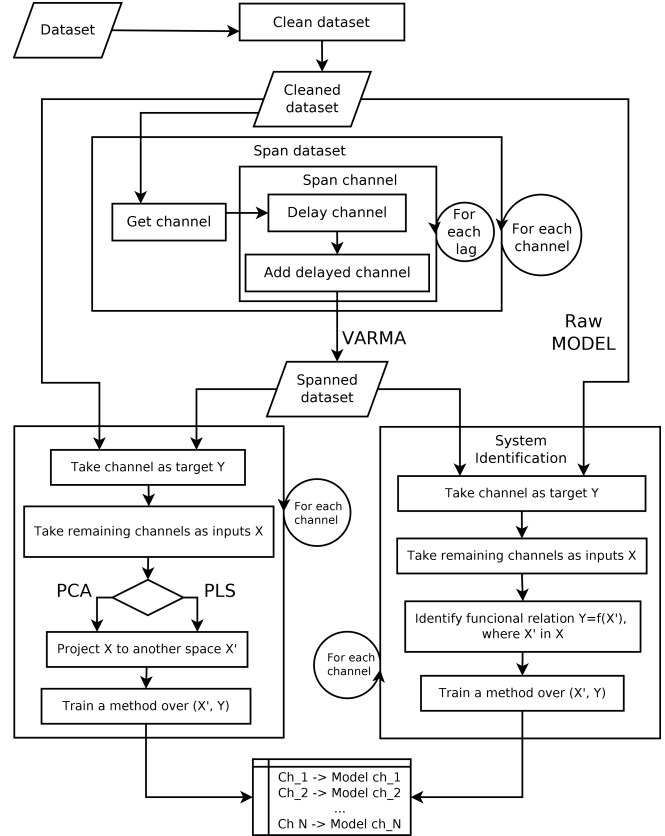 Dataset
Clean dataset
Cleaned
dataset
Span dataset
Span channel
Get channel
Delay channel
Add delayed channel
For
each
lag
For each
channel
VARMA
Raw
MODEL
Spanned
dataset
Take channel as target Y
Take remaining channels as inputs X
For each
channel
PCA
PLS
Project X to another space X'
Train a method over (X', Y)
System
Identification
Take channel as target Y
Take remaining channels as inputs X
Identify funcional relation Y=f(X'),
where X' in X
For each
channel
Train a method over (X', Y)
Ch_1 -> Model ch_1
Ch_2 -> Model ch_2
...
Ch N -> Model ch_N